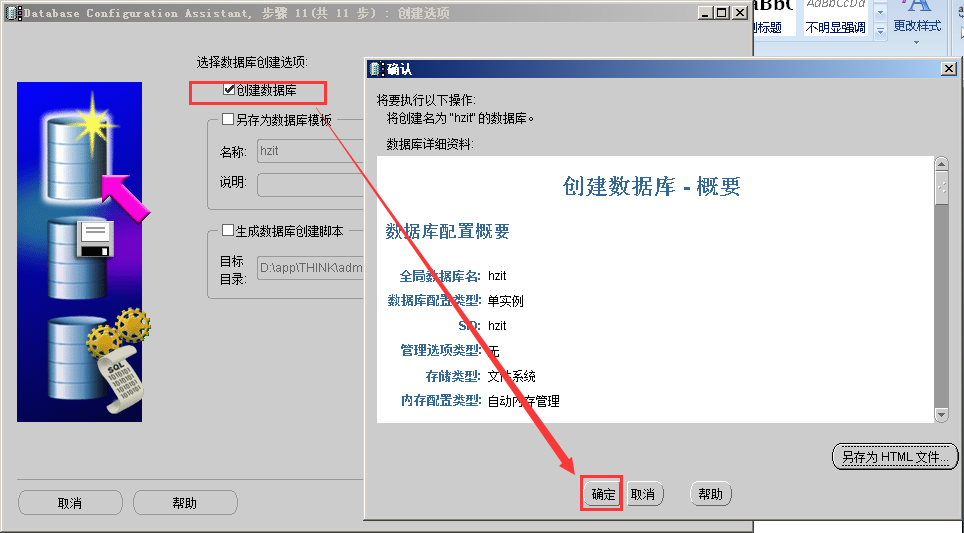 Database Configuration Assistant, 步骤 11(共 11 步) : 创建选项
AaBbCcDd
标题
不明显强调
更改样式
选择数据库创建选项:
创建数据库
另存为数据库模板
名称:
hzit
说明:
生成数据库创建脚本
目标
目录:
D:\app\THINK\adm
取消
帮助
确认
将要执行以下操作:
将创建名为 "hzit" 的数据库。
数据库详细资料:
创建数据库 - 概要
数据库配置概要
全局数据库名: hzit
数据库配置类型: 单实例
SID: hzit
管理选项类型: 无
存储类型: 文件系统
内存配置类型: 自动内存管理
另存为 HTML 文件...
确定
取消
帮助
SQL